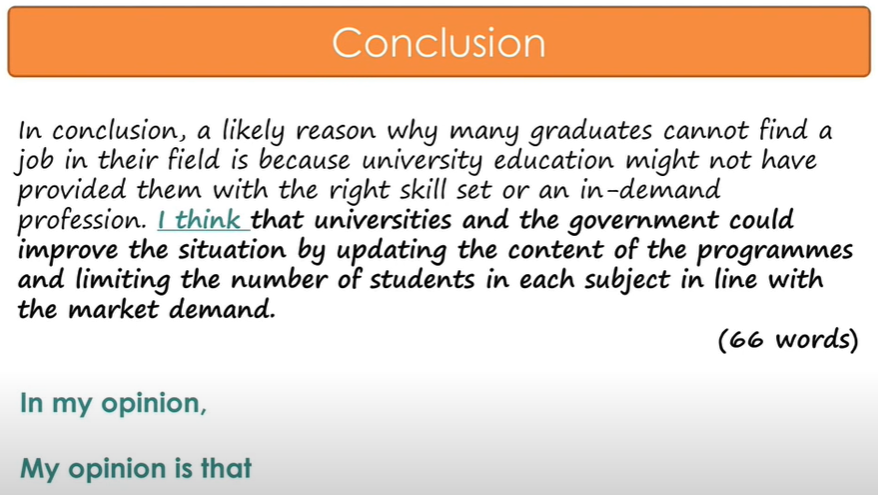 Conclusion
In conclusion, a likely reason why many graduates cannot find a
job in their field is because university education might not have
provided them with the right skill set or an in-demand
profession. I think that universities and the government could
improve the situation by updating the content of the programmes
and limiting the number of students in each subject in line with
the market demand.
(66 words)
In my opinion,
My opinion is that